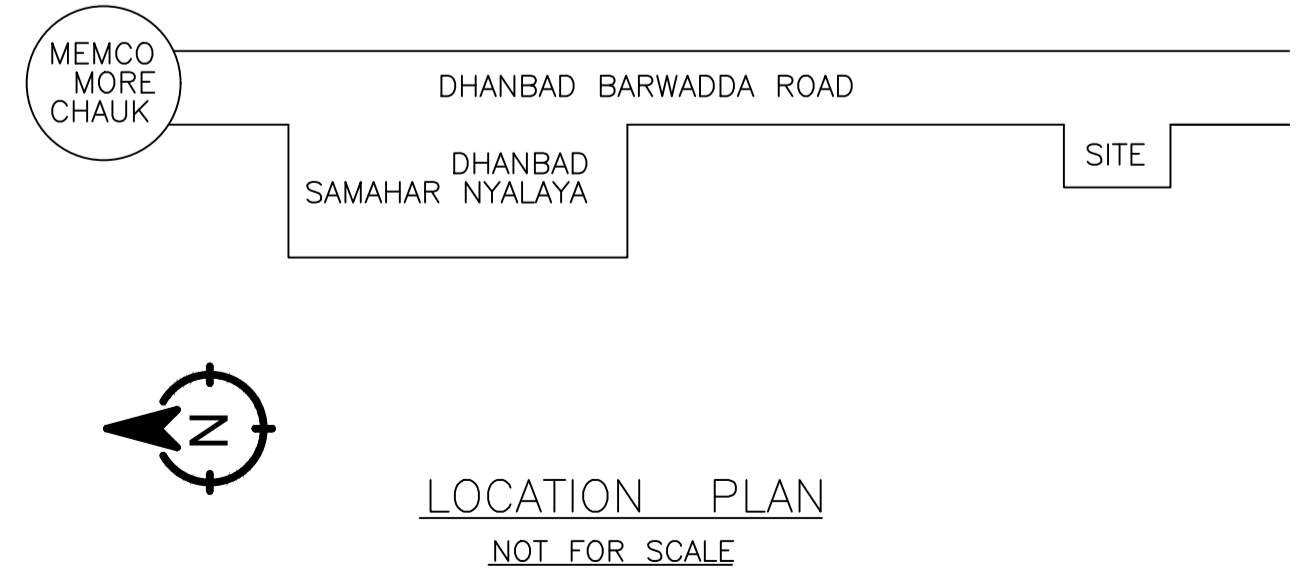 MEMCO
MORE
CHAUK
DHANBAD BARWADDA ROAD
DHANBAD
SAMAHAR NYALAYA
SITE
N
LOCATION PLAN
NOT FOR SCALE